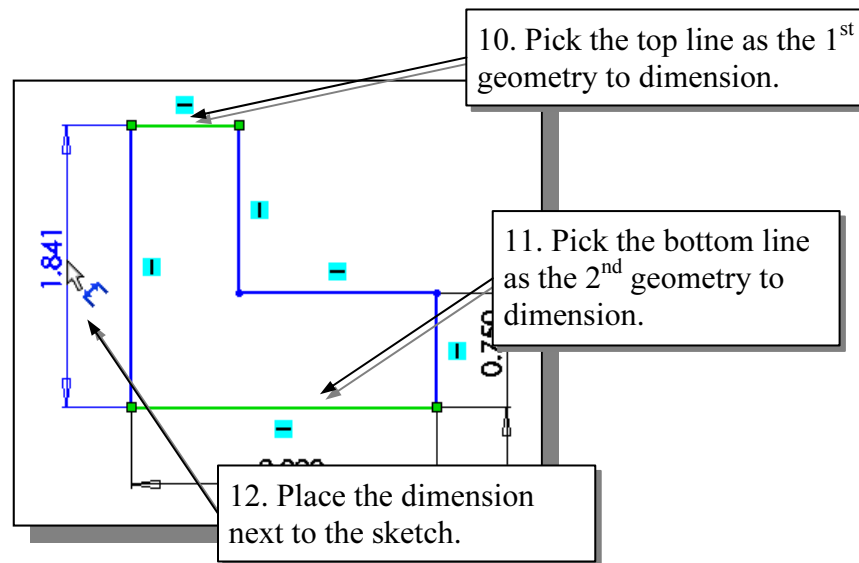 10. Pick the top line as the 1st
geometry to dimension.
1.841
11. Pick the bottom line
as the 2nd geometry to
dimension.
0.750
12. Place the dimension
next to the sketch.